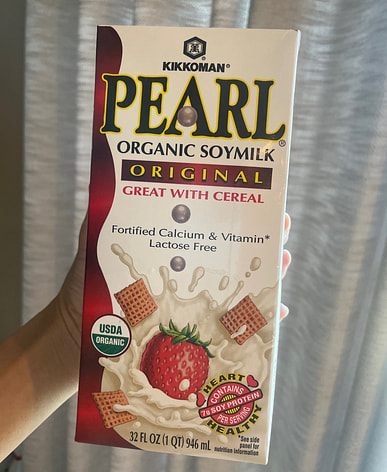 KIKKOMAN®
PEARL®
ORGANIC SOYMILK
ORIGINAL
GREAT WITH CEREAL
Fortified Calcium & Vitamin*
Lactose Free
USDA
ORGANIC
HEART
CONTAINS
7g SOY PROTEIN
PER SERVING
HEALTHY
32 FL OZ (1 QT) 946 mL
*See side
panel for
nutrition information